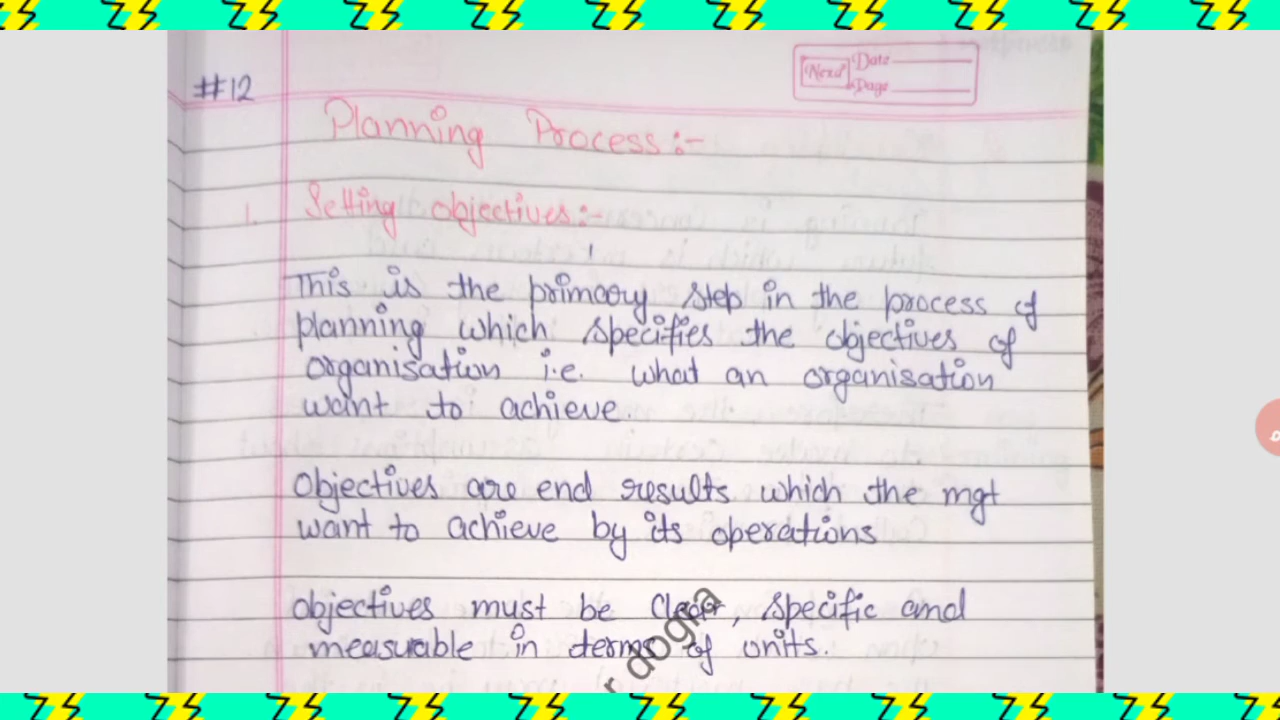 #12
Next
Date
Page
Planning Process:-
1. Setting objectives:-
This is the primary step in the process of
planning which specifies the objectives of
organisation i.e. what an organisation
want to achieve.
Objectives are end results which the mgt
want to achieve by its operations
objectives must be clear, specific and
measurable in terms of units.
r dogra